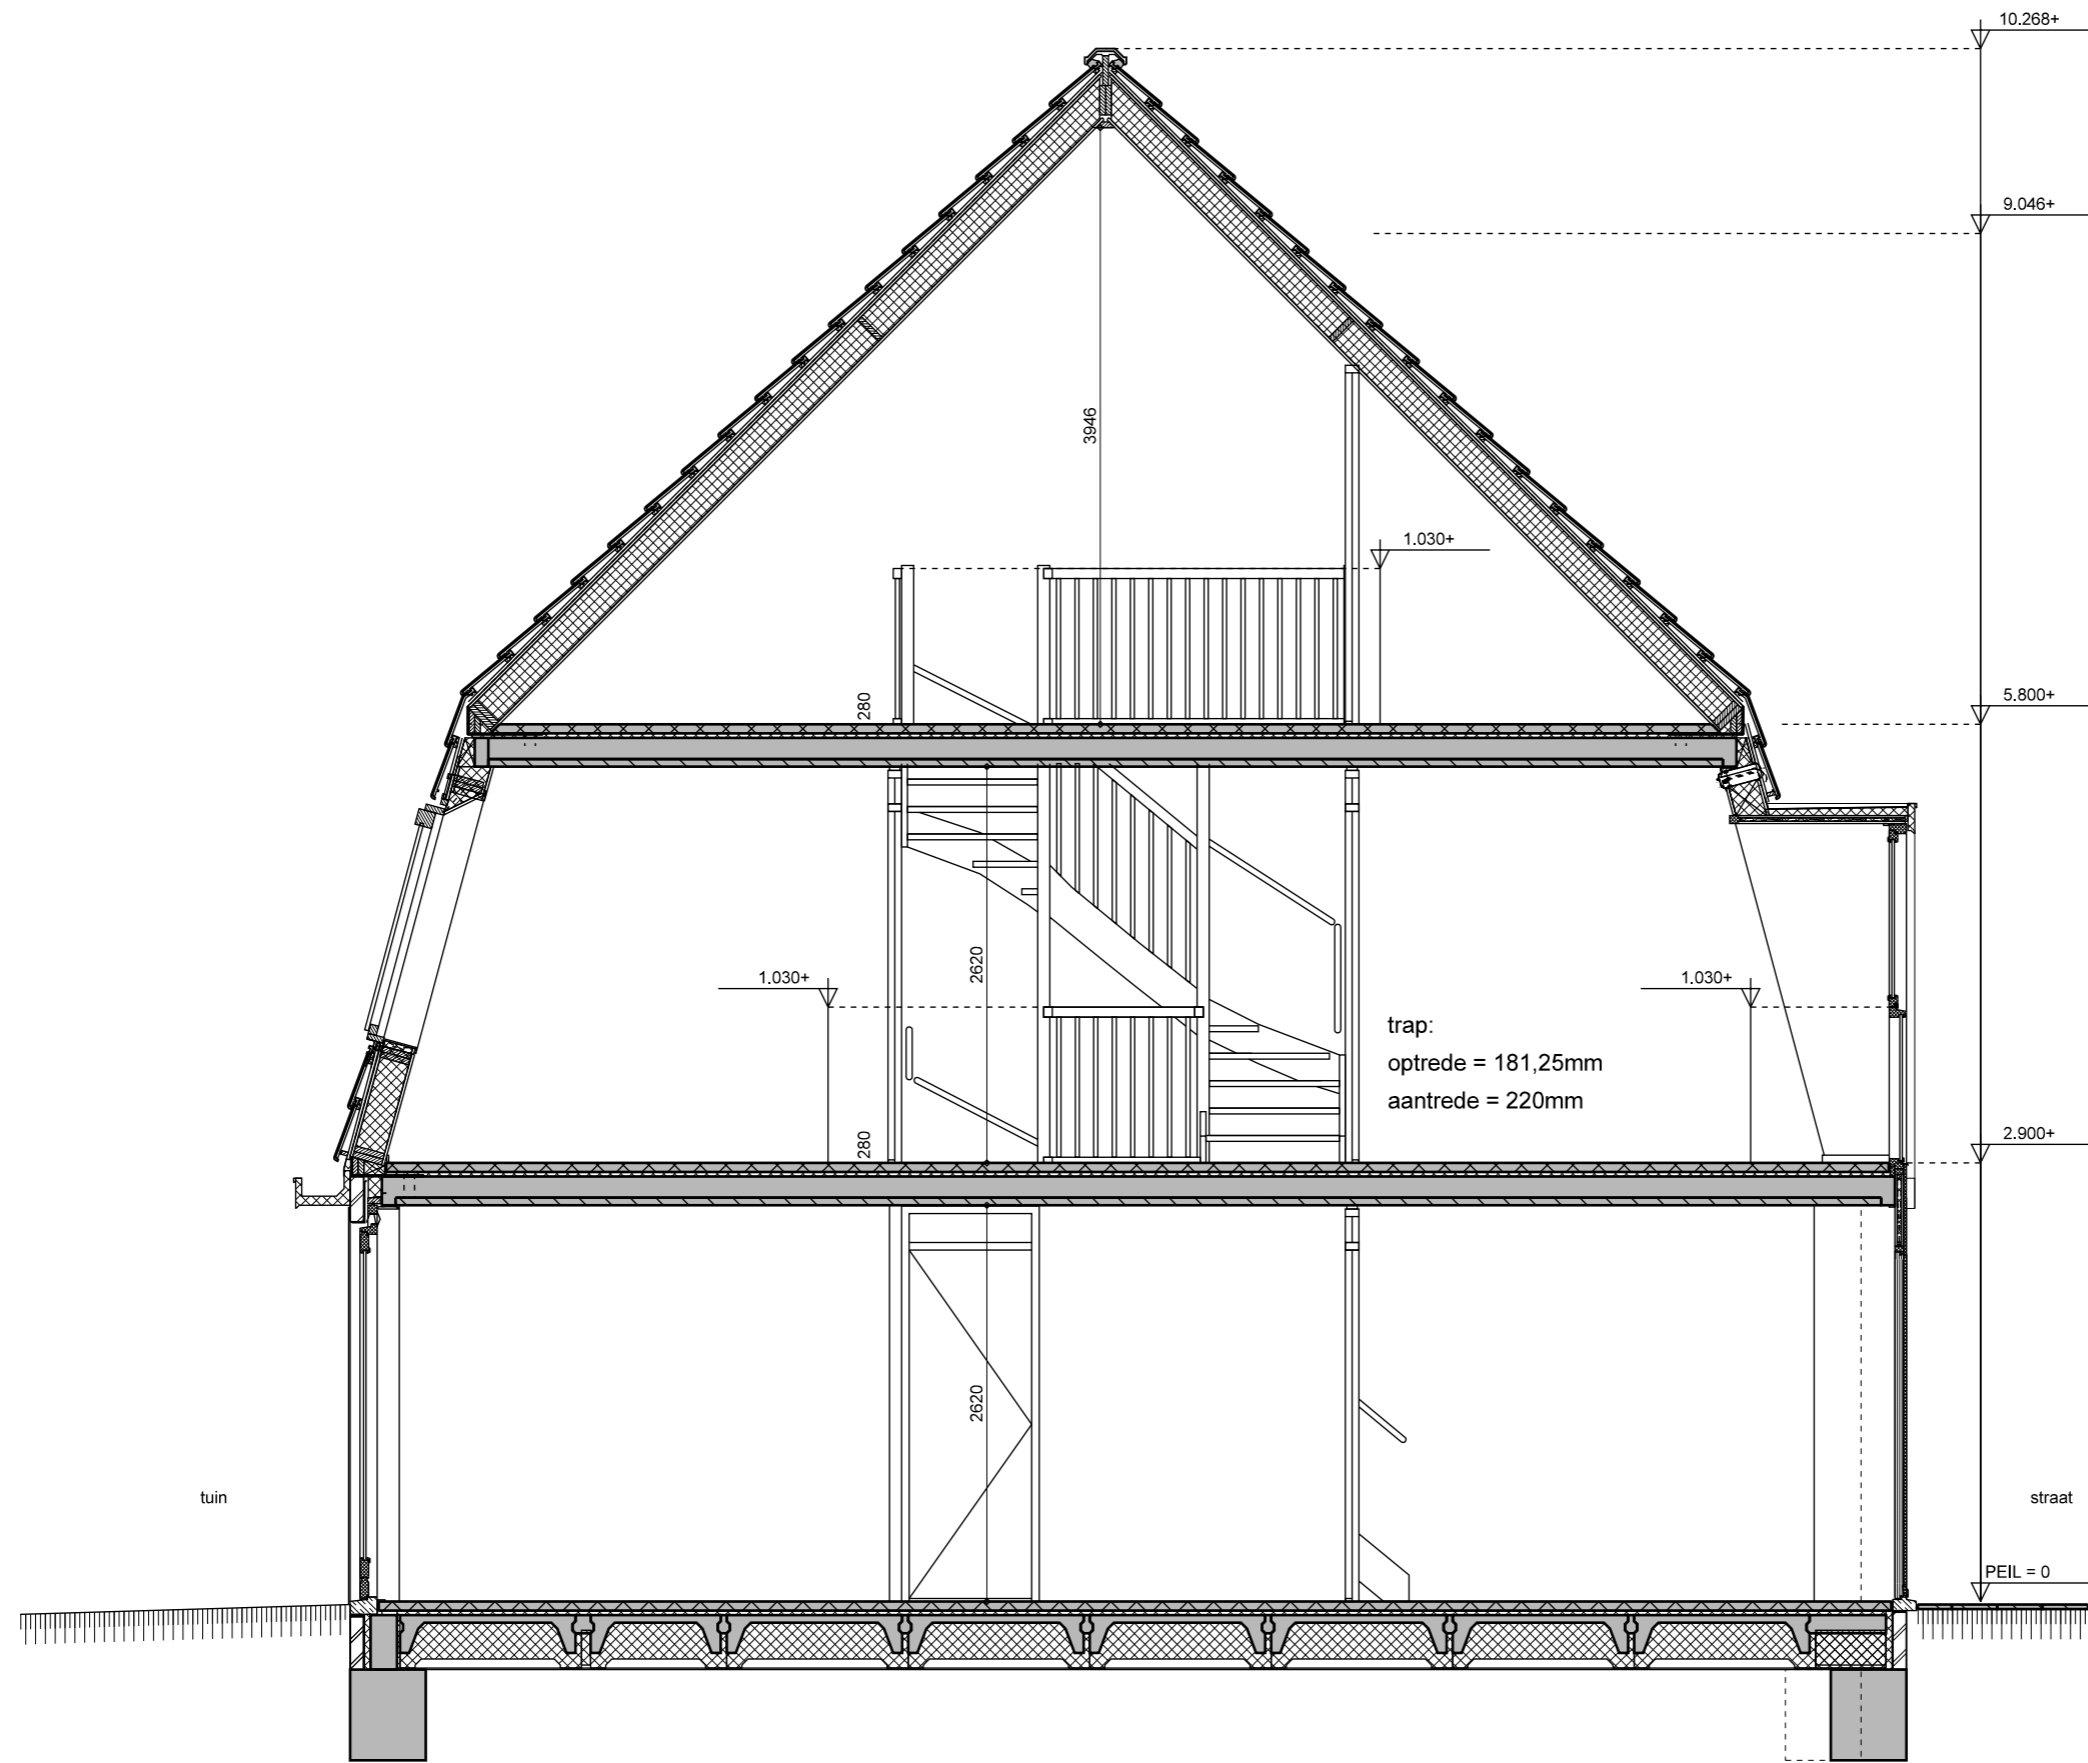 10.268+
9.046+
3946
1.030+
280
5.800+
1.030+
2620
1.030+
trap:
optrede = 181,25mm
aantrede = 220mm
280
2.900+
2620
tuin
straat
PEIL = 0